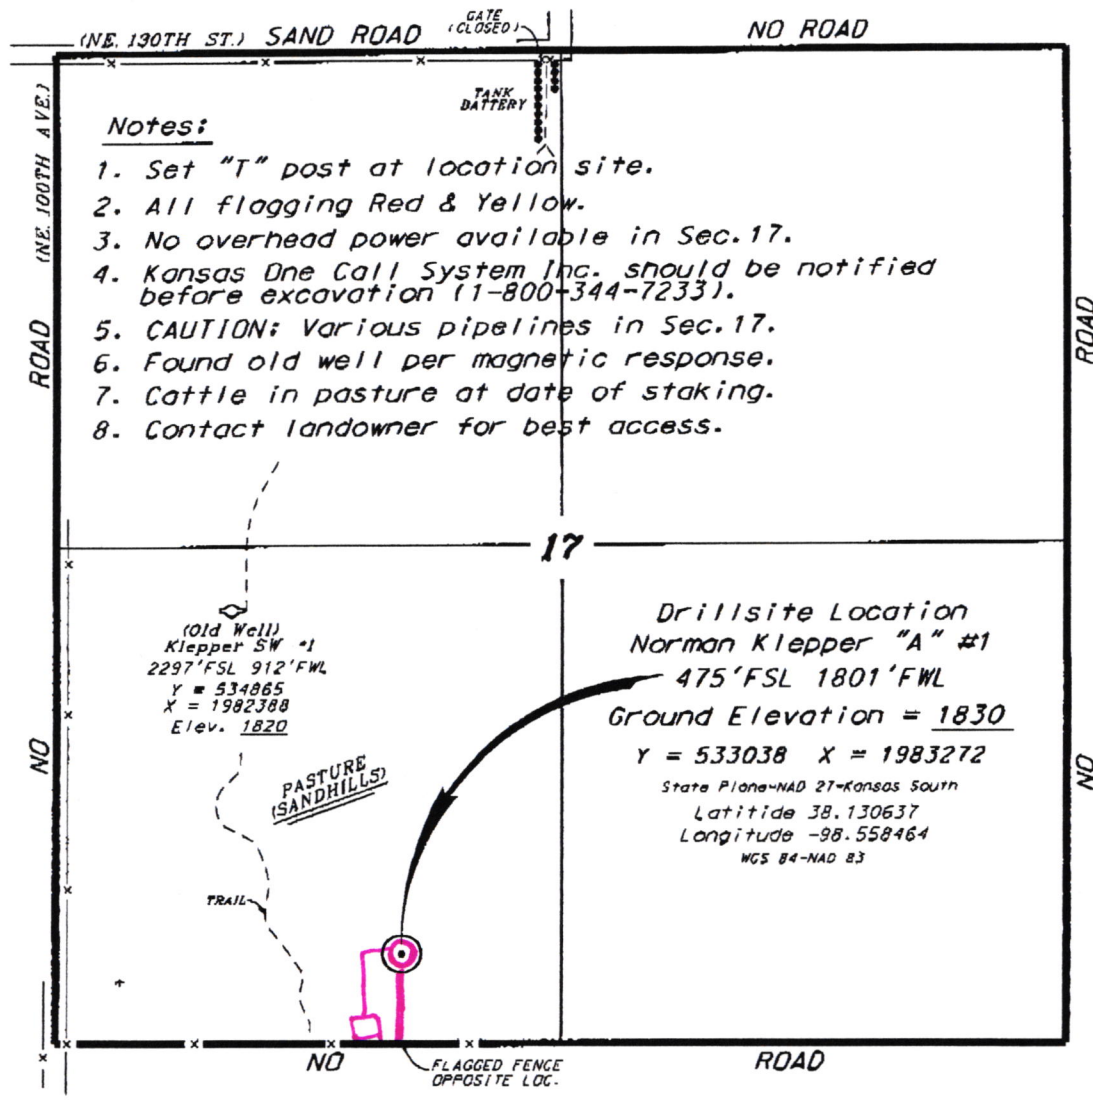 GATE
(CLOSED)
(NE. 130TH ST.) SAND ROAD
NO ROAD
(NE. 100TH AVE.)
TANK
BATTERY
Notes:
1. Set "T" post at location site.
2. All flagging Red & Yellow.
3. No overhead power available in Sec.17.
4. Kansas One Call System Inc. should be notified
before excavation (1-800-344-7233).
5. CAUTION: Various pipelines in Sec.17.
6. Found old well per magnetic response.
7. Cattle in pasture at date of staking.
8. Contact landowner for best access.
ROAD
ROAD
17
(Old Well)
Klepper SW #1
2297'FSL 912'FWL
Y = 534865
X = 1982388
Elev. 1820
Drillsite Location
Norman Klepper "A" #1
475'FSL 1801'FWL
Ground Elevation = 1830
Y = 533038 X = 1983272
State Plane-NAD 27-Kansas South
Latitide 38.130637
Longitude -98.558464
WGS 84-NAD 83
NO
NO
PASTURE
(SANDHILLS)
TRAIL
NO
ROAD
FLAGGED FENCE
OPPOSITE LOC.